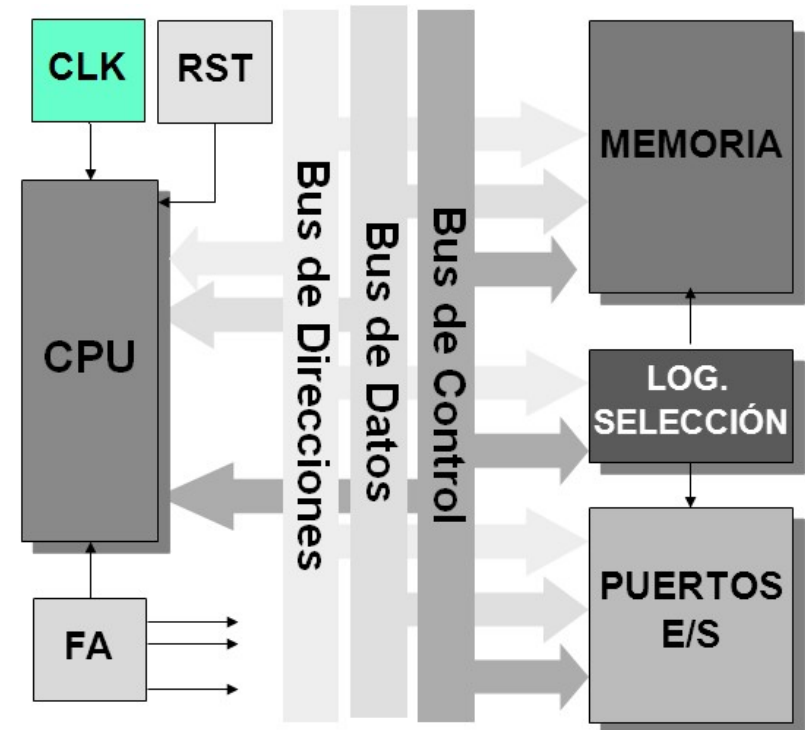 CLK
RST
CPU
FA
Bus de Direcciones
Bus de Datos
Bus de Control
MEMORIA
LOG.
SELECCIÓN
PUERTOS
E/S